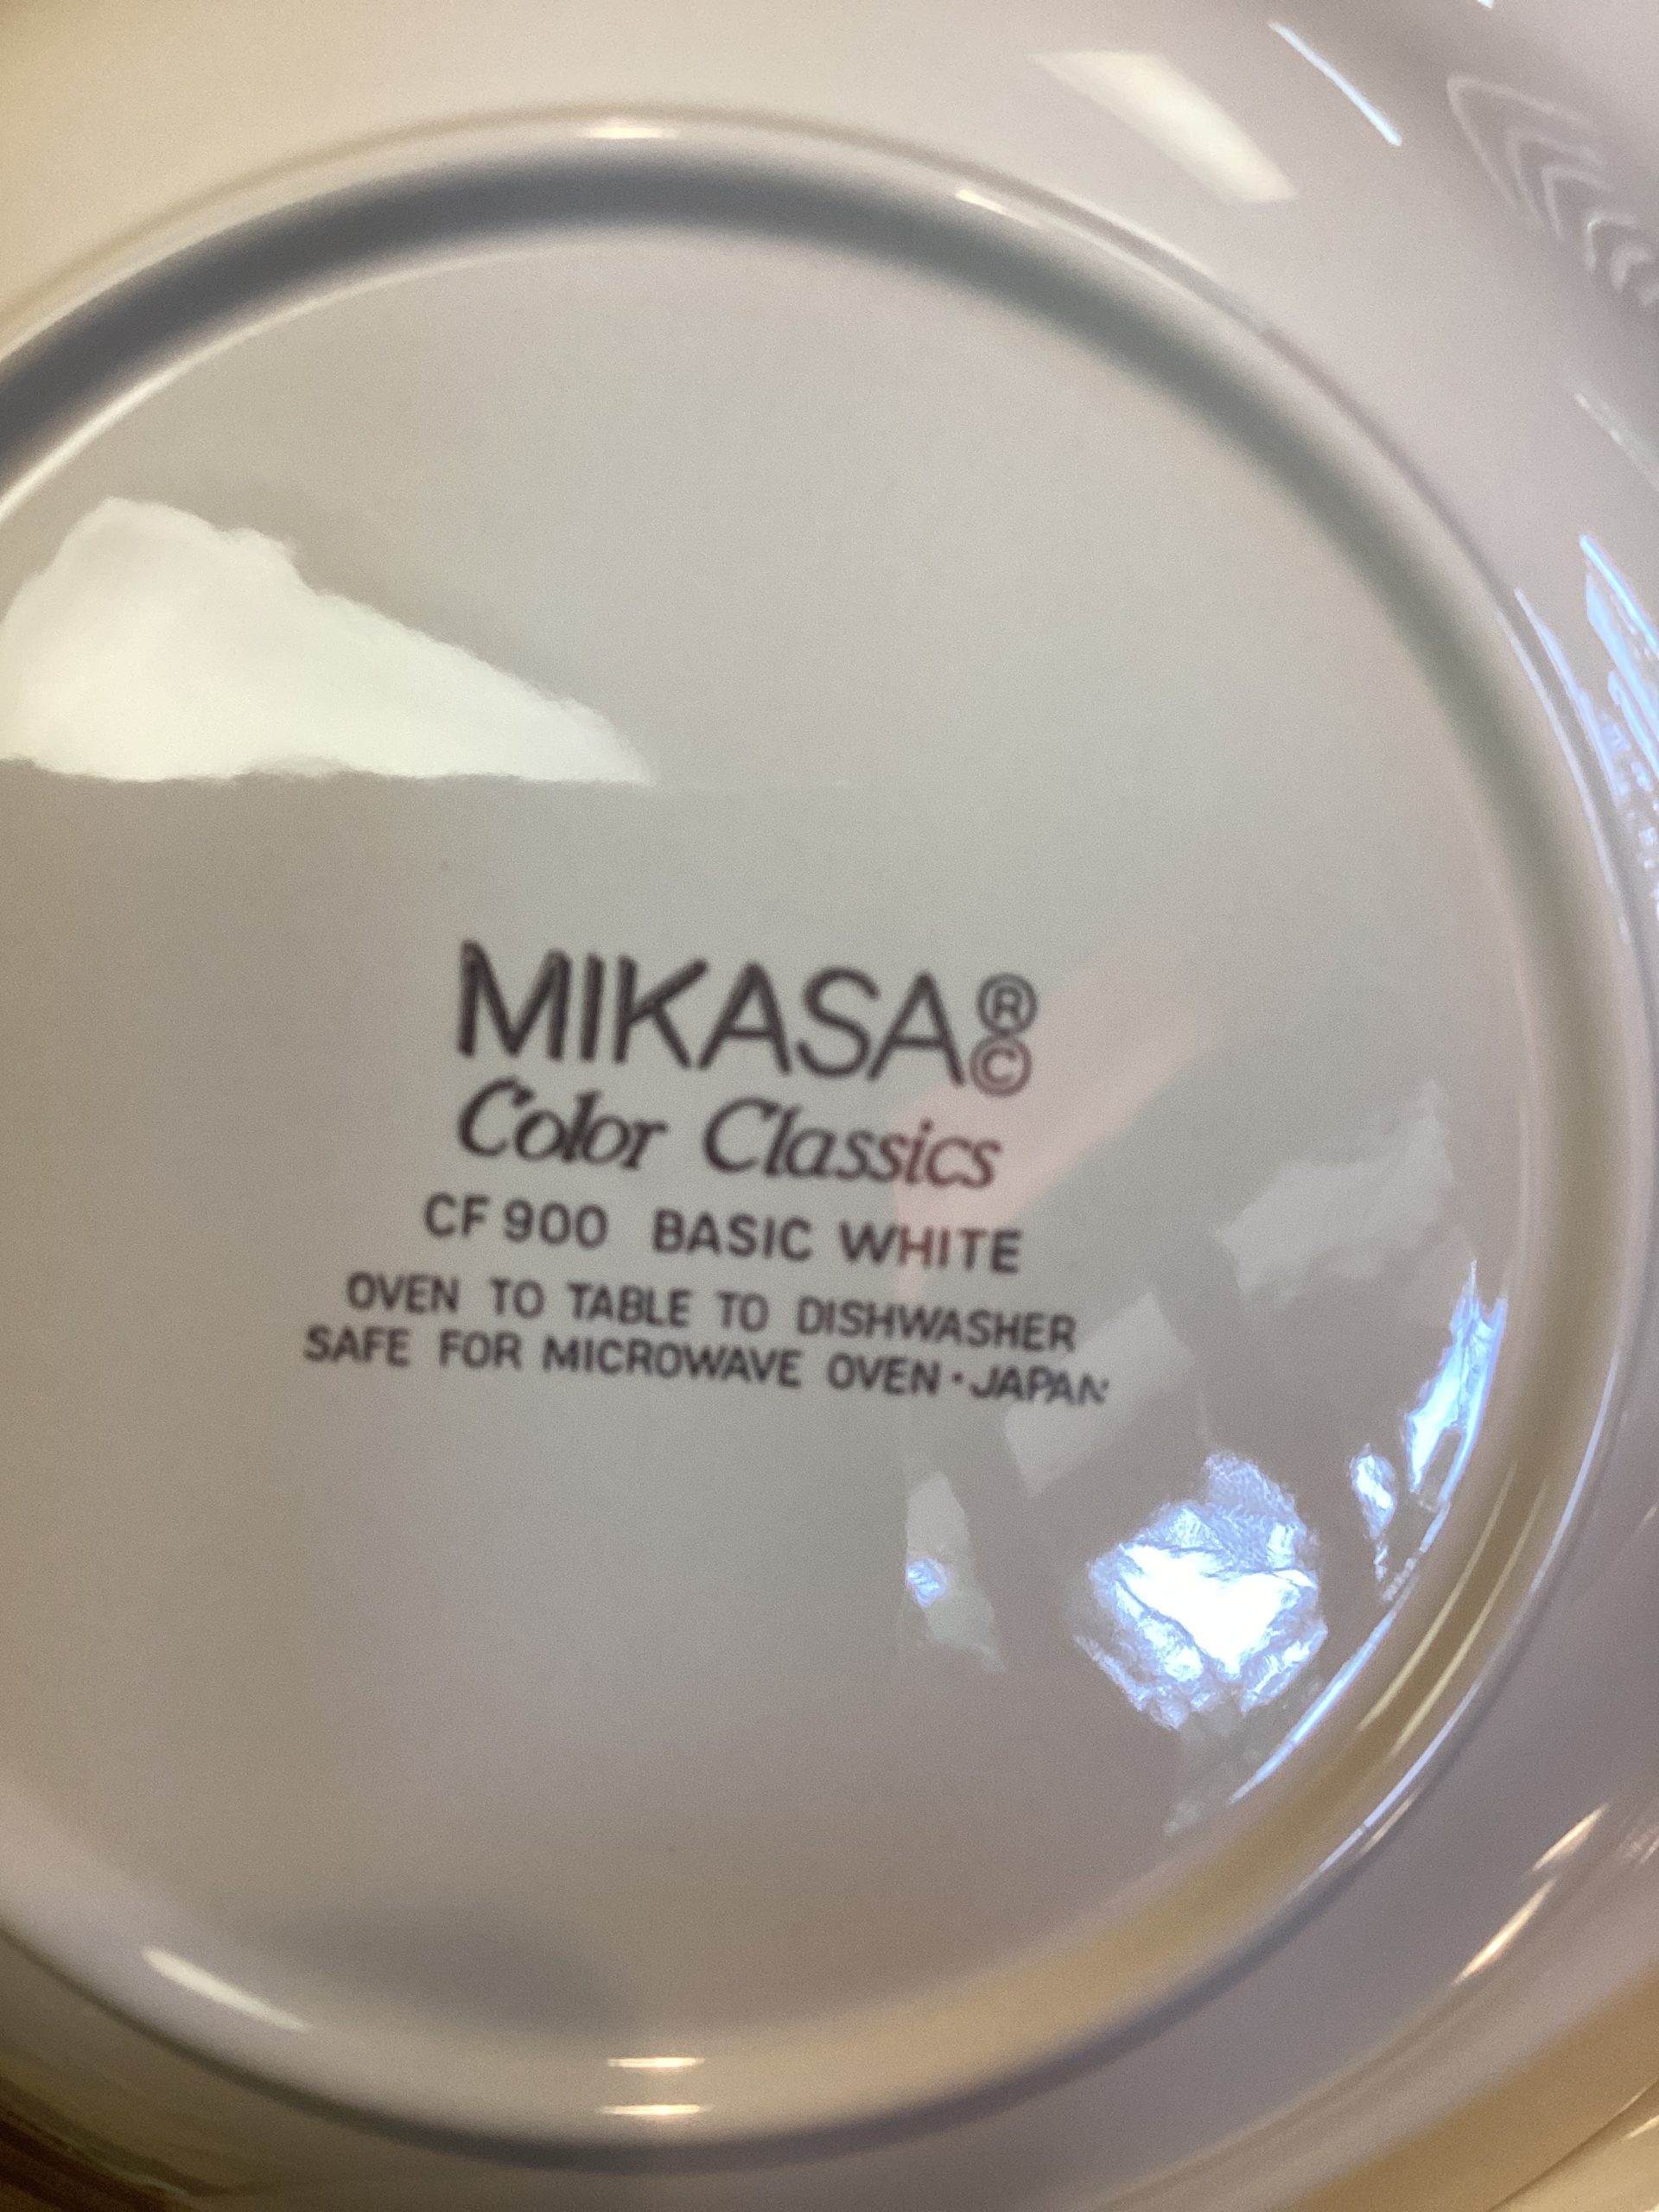 MIKASA®©
Color Classics
CF 900 BASIC WHITE
OVEN TO TABLE TO DISHWASHER
SAFE FOR MICROWAVE OVEN·JAPAN